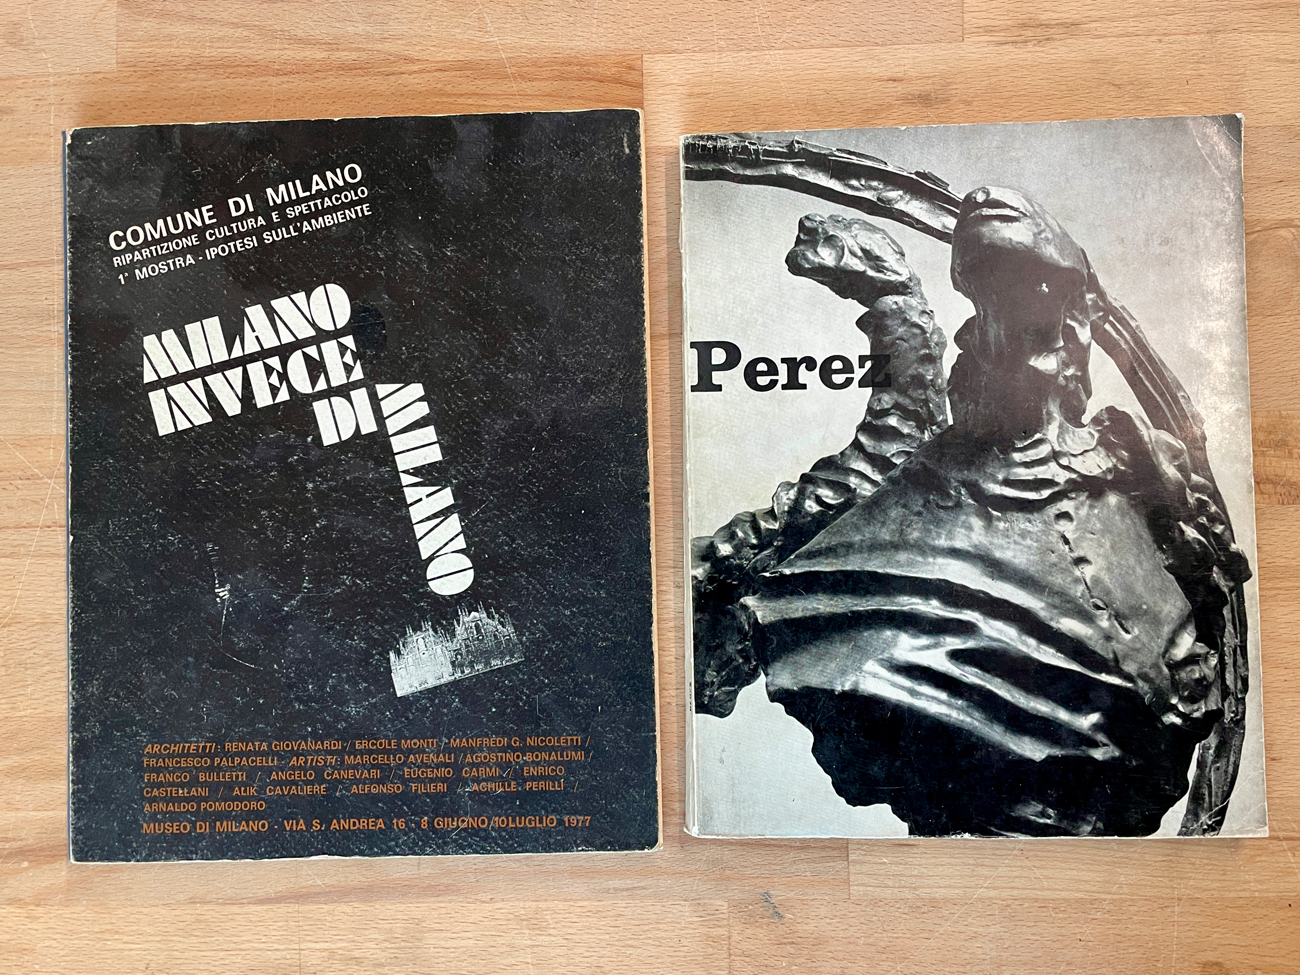 COMUNE DI MILANO
RIPARTIZIONE CULTURA E SPETTACOLO
1ª MOSTRA - IPOTESI SULL'AMBIENTE
MILANO
INVECE
DI
MILANO
ARCHITETTI: RENATA GIOVANARDI / ERCOLE MONTI / MANFREDI G. NICOLETTI /
FRANCESCO PALPACELLI - ARTISTI: MARCELLO AVENALI / AGOSTINO BONALUMI /
FRANCO BULLETTI / ANGELO CANEVARI / EUGENIO CARMI / ENRICO
CASTELLANI / ALIK CAVALIERE / ALFONSO FILIERI / ACHILLE PERILLI /
ARNALDO POMODORO
MUSEO DI MILANO - VIA S. ANDREA 16 - 8 GIUGNO/10 LUGLIO 1977
Perez